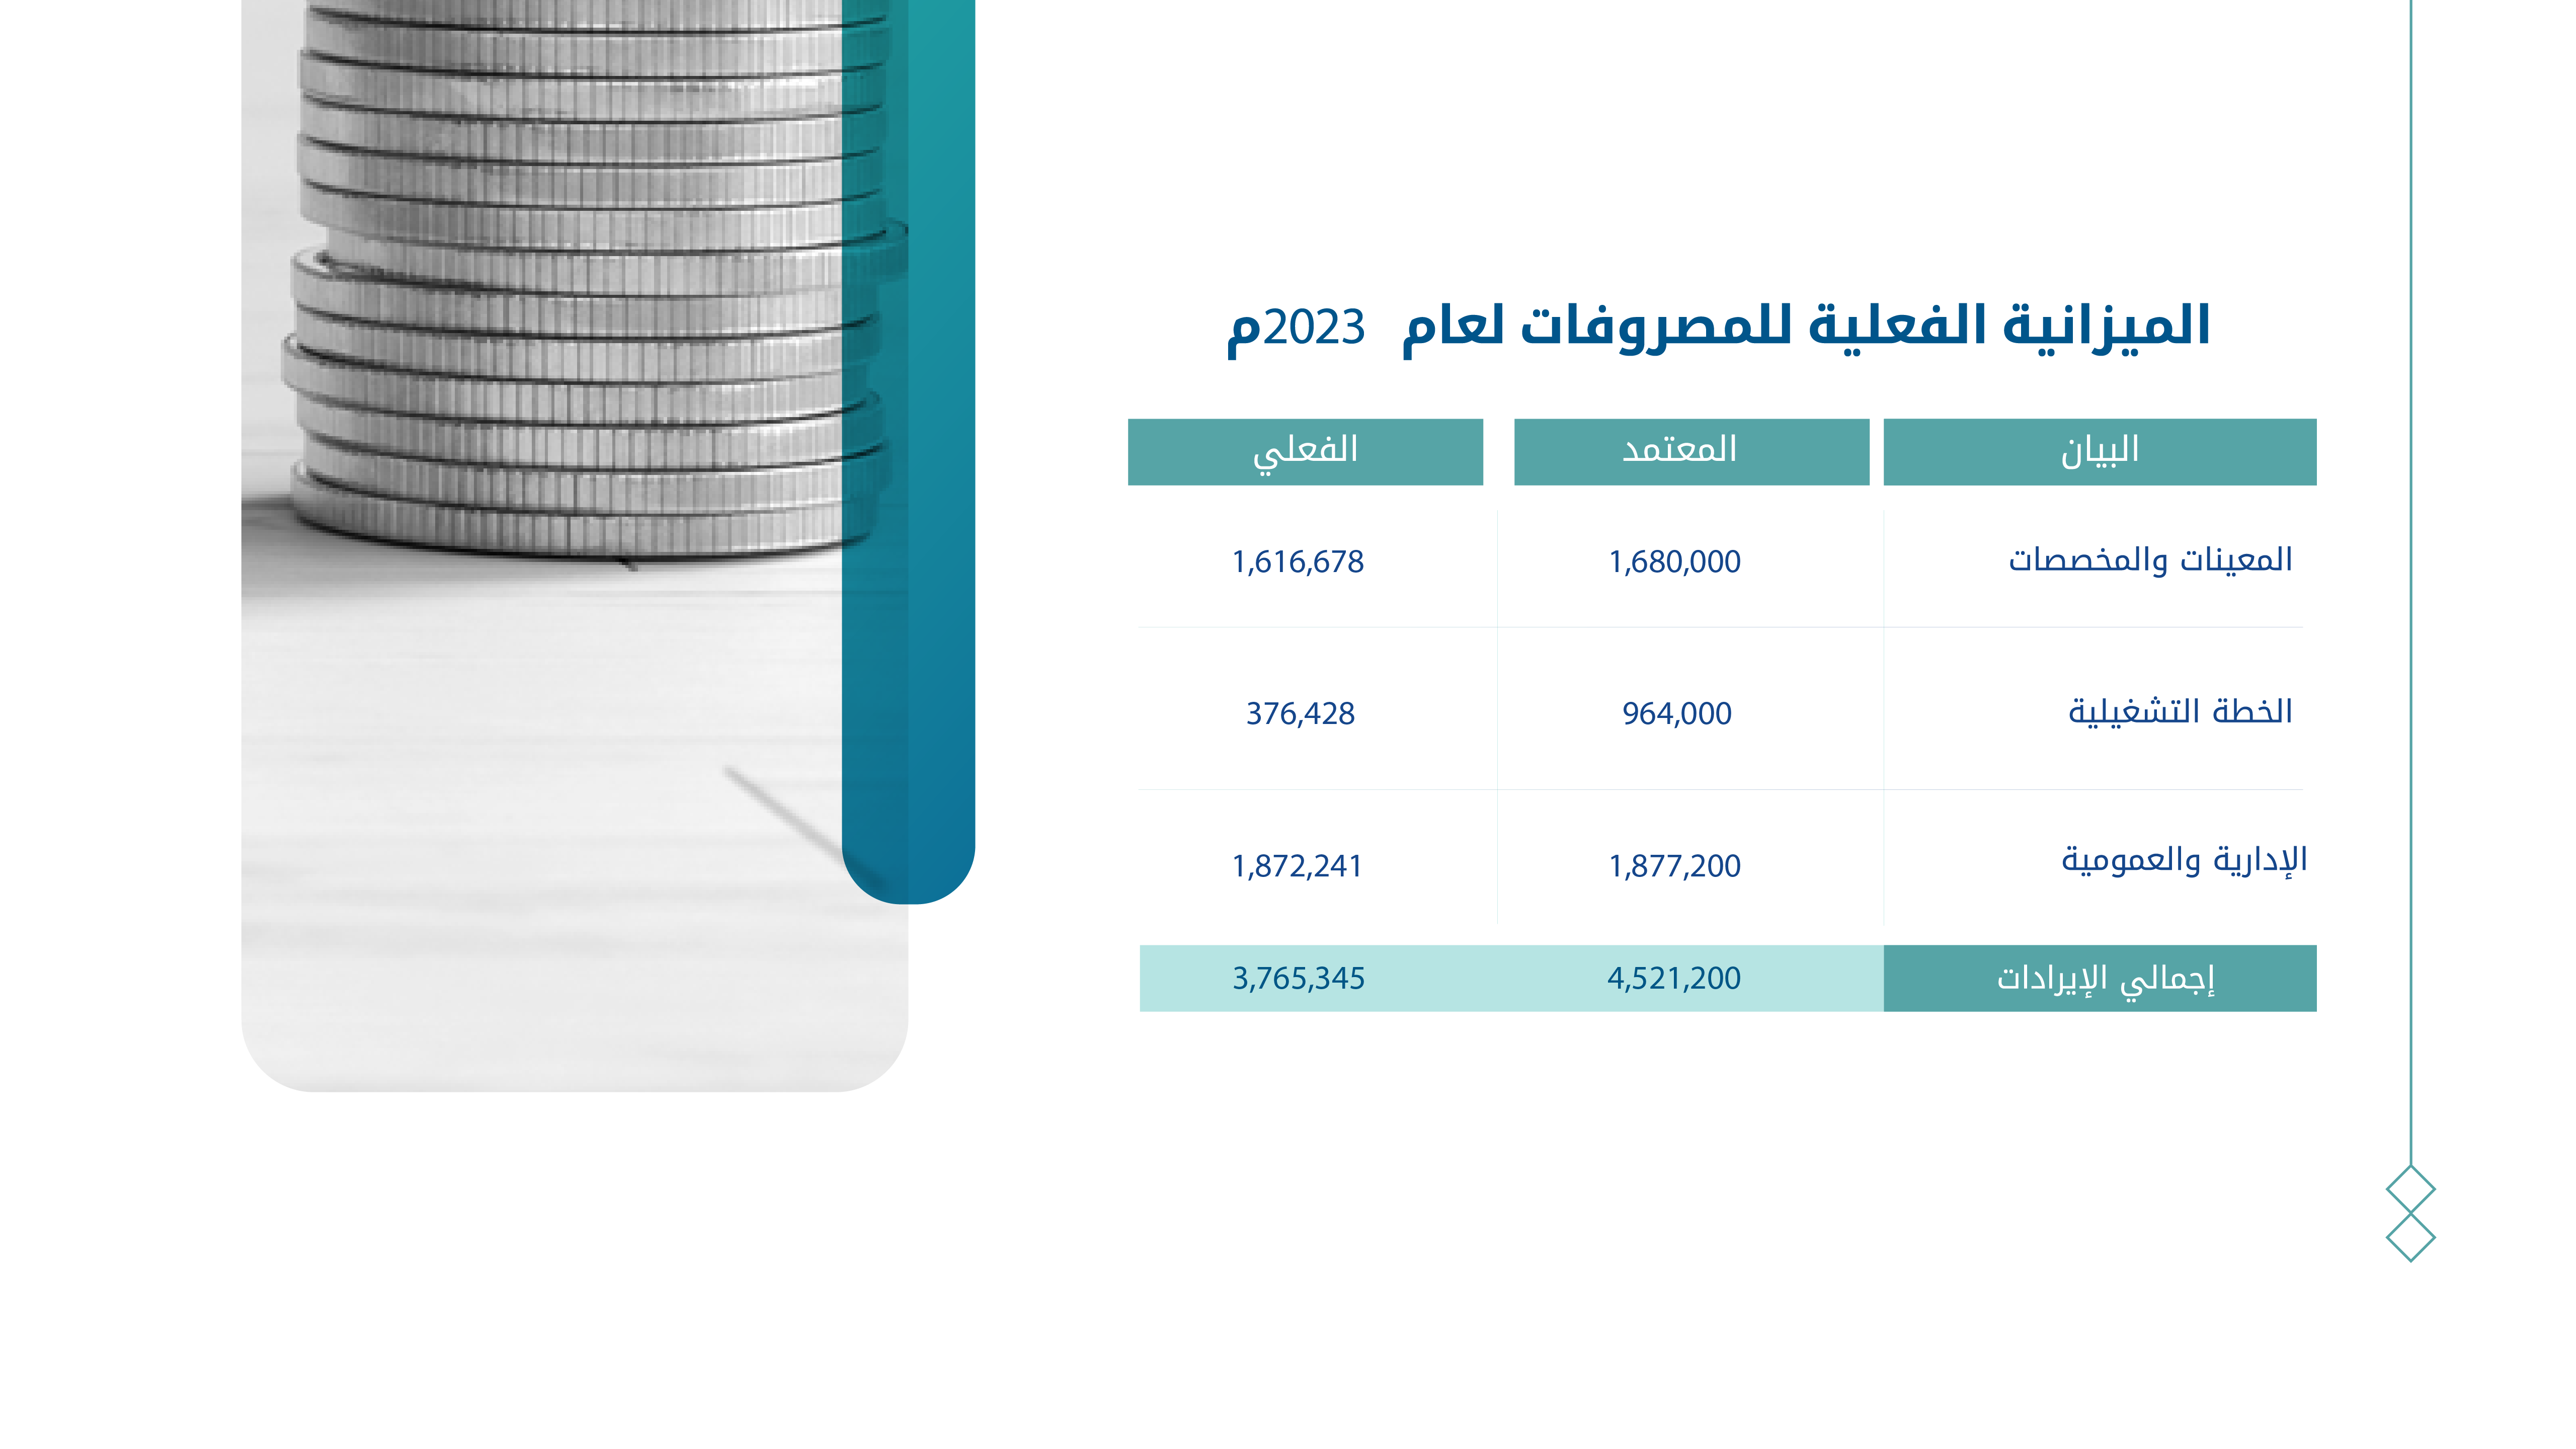 الميزانية الفعلية للمصروفات لعام 2023م
البيان المعتمد الفعلي
المعينات والمخصصات 1,680,000 1,616,678
الخطة التشغيلية 964,000 376,428
الإدارية والعمومية 1,877,200 1,872,241
إجمالي الإيرادات 4,521,200 3,765,345